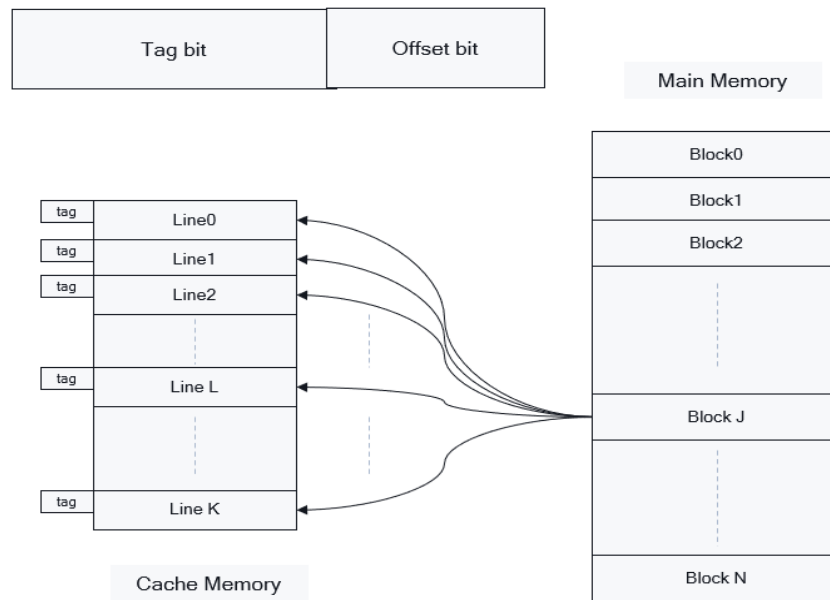 Tag bit
Offset bit
Main Memory
Block0
Block1
Block2
Block J
Block N
tag
Line0
tag
Line1
tag
Line2
tag
Line L
tag
Line K
Cache Memory